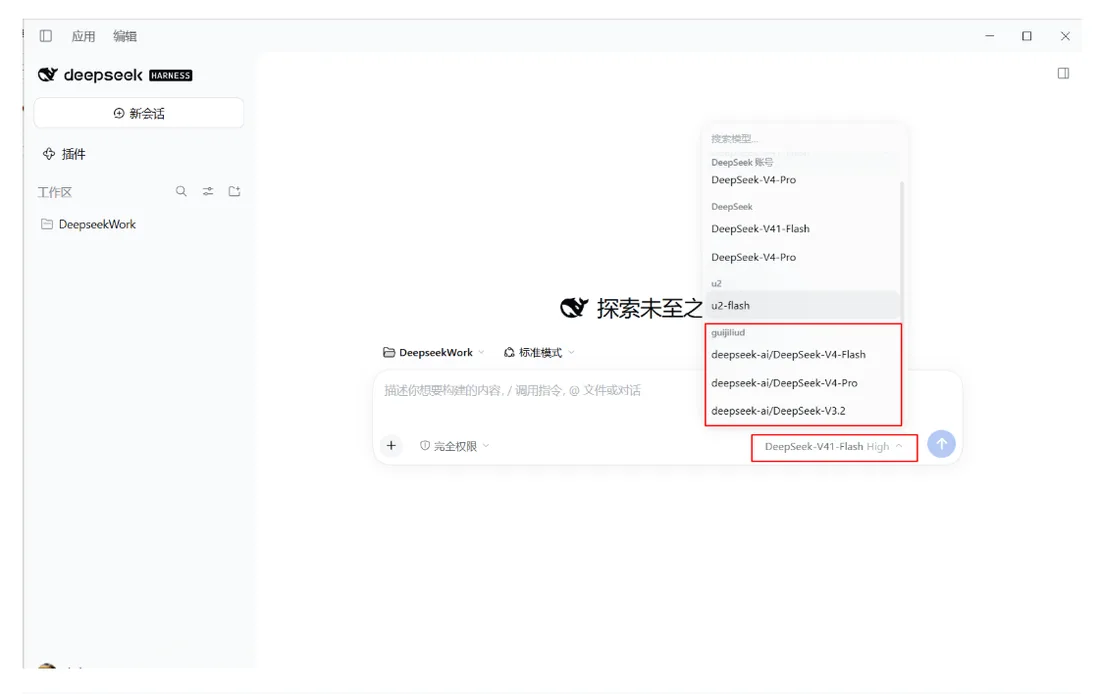 应用 编辑
deepseek HARNESS
新会话
插件
工作区
DeepseekWork
搜索模型...
DeepSeek 账号
DeepSeek-V4-Pro
DeepSeek
DeepSeek-V41-Flash
DeepSeek-V4-Pro
u2
u2-flash
探索未至之
guijiliud
deepseek-ai/DeepSeek-V4-Flash
deepseek-ai/DeepSeek-V4-Pro
deepseek-ai/DeepSeek-V3.2
DeepseekWork 标准模式
描述你想要构建的内容, / 调用指令, @ 文件或对话
完全权限
DeepSeek-V41-Flash High